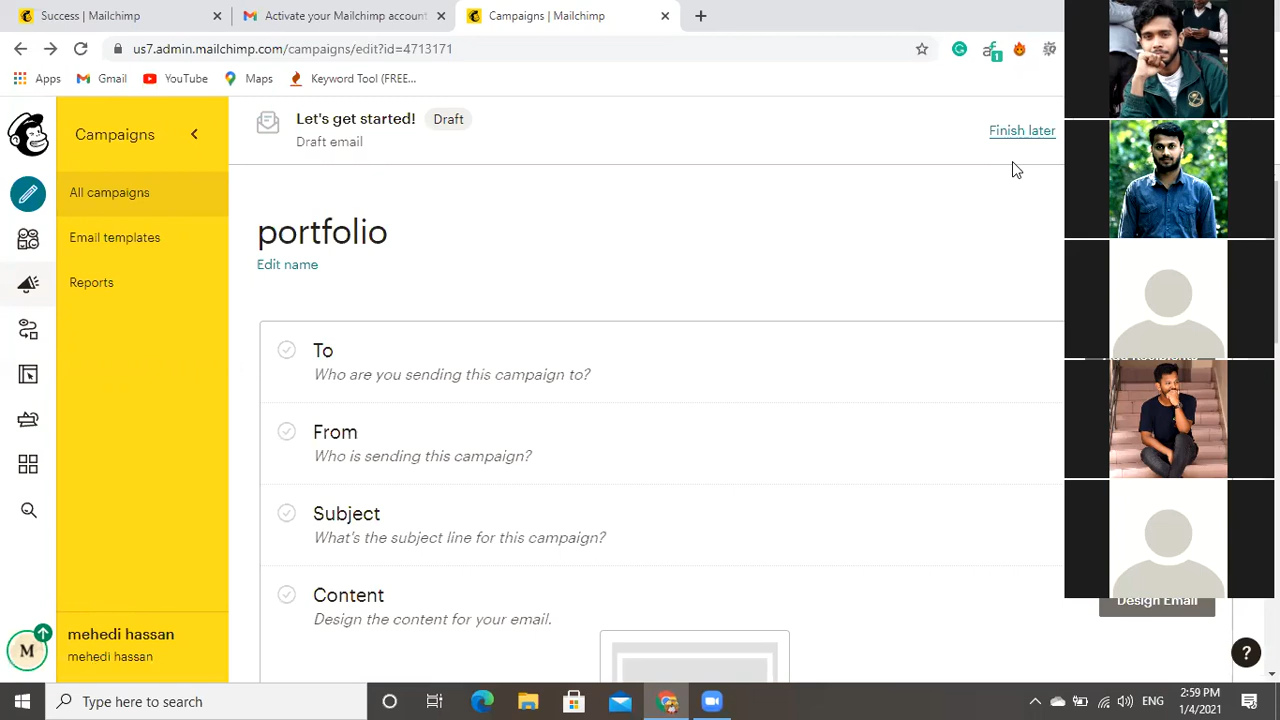 Success | Mailchimp
Activate your Mailchimp account
Campaigns | Mailchimp
us7.admin.mailchimp.com/campaigns/edit?id=4713171
1
Apps
Gmail
YouTube
Maps
Keyword Tool (FREE...
Campaigns
Let's get started!
Draft
Draft email
Finish later
All campaigns
Email templates
Reports
portfolio
Edit name
To
Who are you sending this campaign to?
From
Who is sending this campaign?
Subject
What's the subject line for this campaign?
Content
Design the content for your email.
Design Email
M
mehedi hassan
mehedi hassan
?
Type here to search
ENG
2:59 PM
1/4/2021